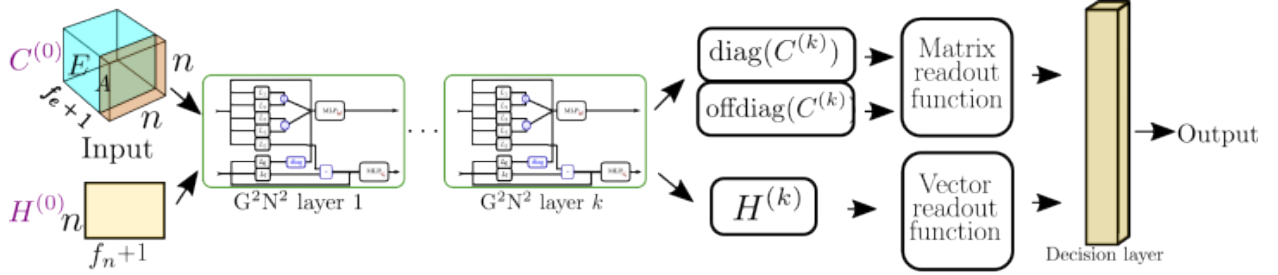 C^(0)
E
A
n
n
f_e+1
Input
H^(0)
n
f_n+1
G²N² layer 1
...
G²N² layer k
diag(C^(k))
offdiag(C^(k)
H^(k)
Matrix
readout
function
Vector
readout
function
Decision layer
Output